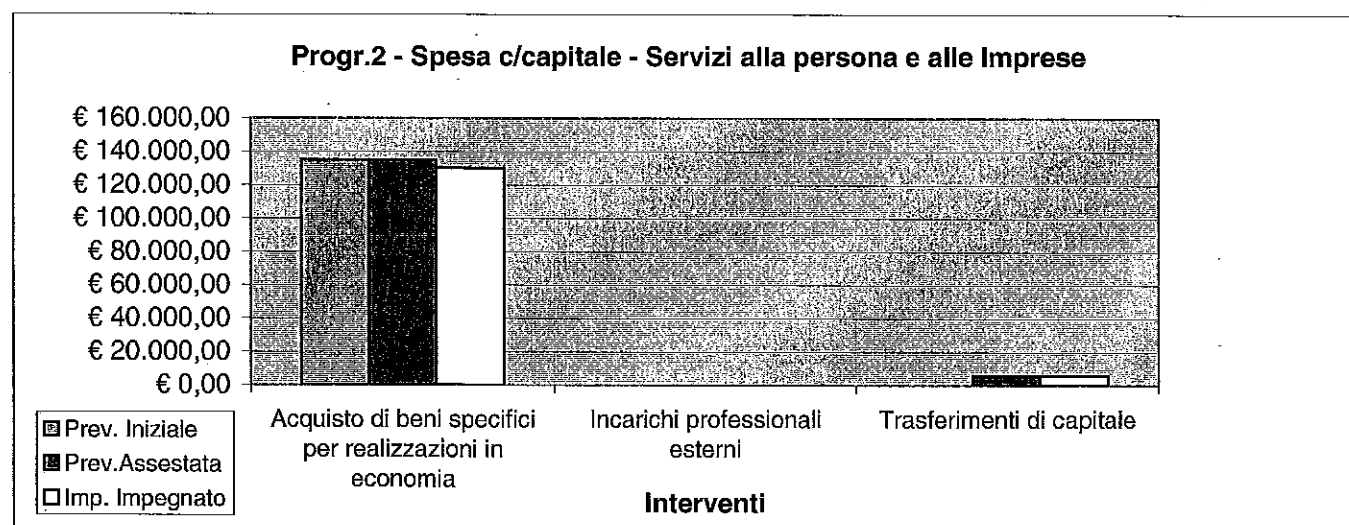 Progr.2 - Spesa c/capitale - Servizi alla persona e alle Imprese
€ 160.000,00
€ 140.000,00
€ 120.000,00
€ 100.000,00
€ 80.000,00
€ 60.000,00
€ 40.000,00
€ 20.000,00
€ 0,00
Acquisto di beni specifici
per realizzazioni in
economia
Incarichi professionali
esterni
Trasferimenti di capitale
Prev. Iniziale
Prev.Assestata
Imp. Impegnato
Interventi